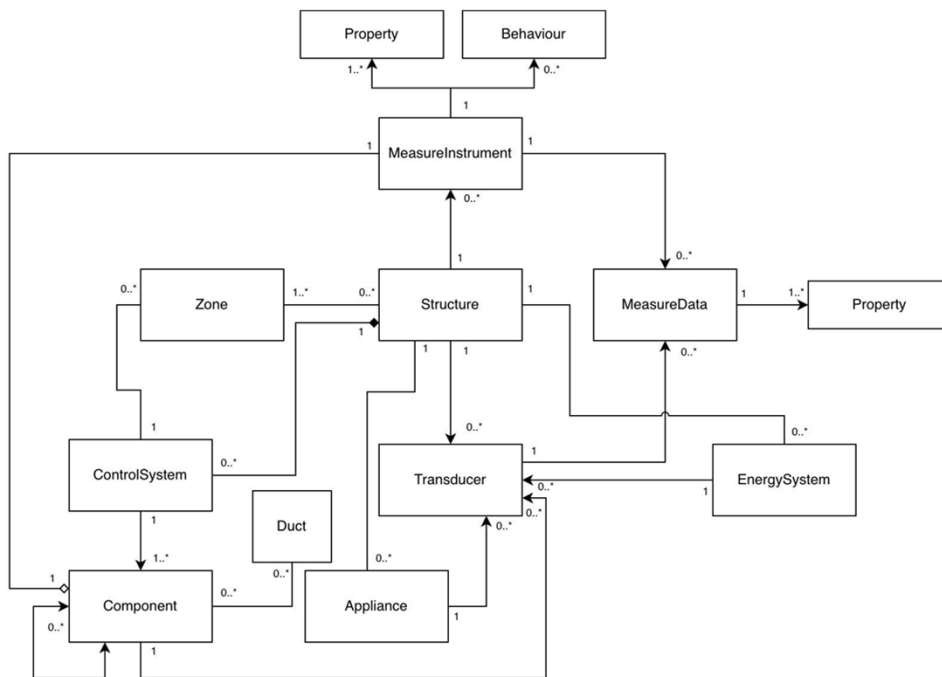 Property
Behaviour
1..*
0..*
1
1
MeasureInstrument
1
0..*
0..*
1
0..*
Zone
1..*
0..*
Structure
1
MeasureData
1
1..*
Property
1
1
1
0..*
1
0..*
0..*
1
ControlSystem
0..*
Transducer
1
0..*
1
EnergySystem
1
0..*
0..*
Duct
1..*
0..*
0..*
1
Component
0..*
Appliance
1
0..*
1